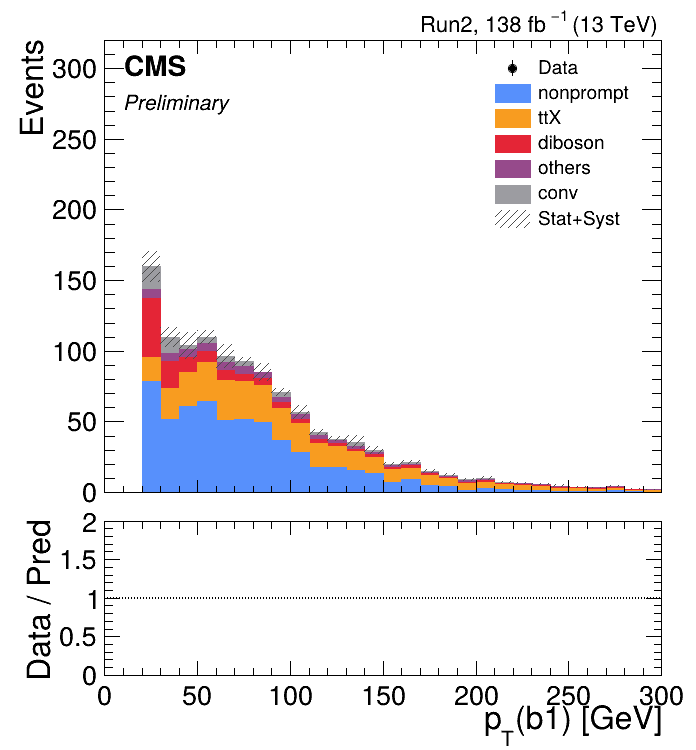 Run2, 138 fb⁻¹ (13 TeV)
Events
300
250
200
150
100
50
0
CMS
Preliminary
Data
nonprompt
ttX
diboson
others
conv
Stat+Syst
Data / Pred
2
1.5
1
0.5
0
0 50 100 150 200 250 300
p_T(b1) [GeV]